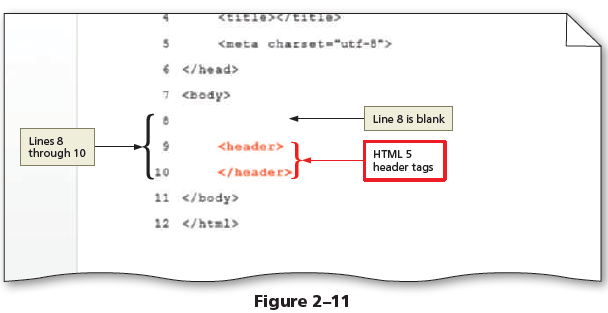 4 <title></title>
5 <meta charset="utf-8">
6 </head>
7 <body>
8
Line 8 is blank
Lines 8
through 10
9 <header>
10 </header>
HTML 5
header tags
11 </body>
12 </html>
Figure 2–11